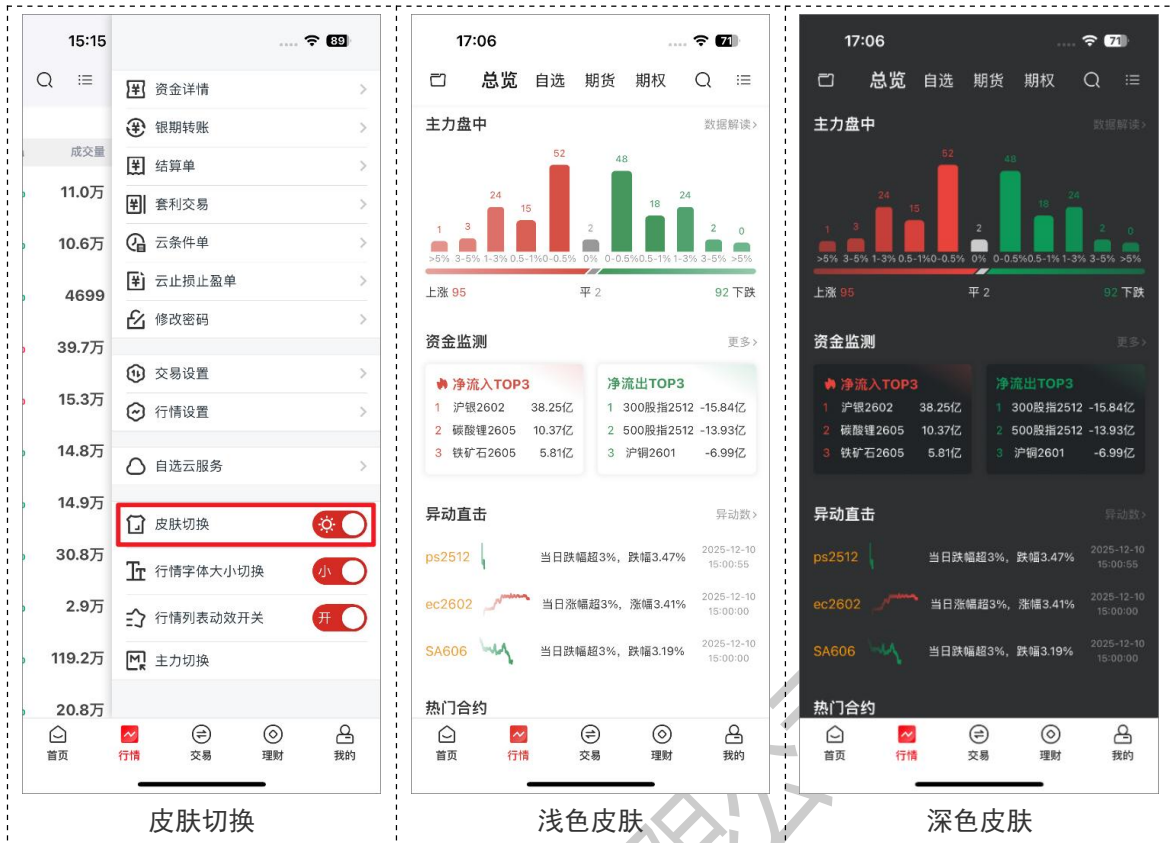 15:15
89
成交量
11.0万
10.6万
4699
39.7万
15.3万
14.8万
14.9万
30.8万
2.9万
119.2万
20.8万
资金详情
银期转账
结算单
套利交易
云条件单
云止损止盈单
修改密码
交易设置
行情设置
自选云服务
皮肤切换
行情字体大小切换 小
行情列表动效开关 开
主力切换
首页 行情 交易 理财 我的
皮肤切换
17:06
71
总览 自选 期货 期权
主力盘中 数据解读>
1 3 24 15 52 2 48 18 24 2 0
>5% 3-5% 1-3% 0.5-1%0-0.5% 0% 0-0.5%0.5-1% 1-3% 3-5% >5%
上涨 95 平 2 92 下跌
资金监测 更多>
净流入TOP3
1 沪银2602 38.25亿
2 碳酸锂2605 10.37亿
3 铁矿石2605 5.81亿
净流出TOP3
1 300股指2512 -15.84亿
2 500股指2512 -13.93亿
3 沪铜2601 -6.99亿
异动直击 异动数>
ps2512 当日跌幅超3%, 跌幅3.47% 2025-12-10 15:00:55
ec2602 当日涨幅超3%, 涨幅3.41% 2025-12-10 15:00:00
SA606 当日跌幅超3%, 跌幅3.19% 2025-12-10 15:00:00
热门合约
首页 行情 交易 理财 我的
浅色皮肤
17:06
71
总览 自选 期货 期权
主力盘中 数据解读>
1 3 24 15 52 2 48 18 24 2 0
>5% 3-5% 1-3% 0.5-1%0-0.5% 0% 0-0.5%0.5-1% 1-3% 3-5% >5%
上涨 95 平 2 92 下跌
资金监测 更多>
净流入TOP3
1 沪银2602 38.25亿
2 碳酸锂2605 10.37亿
3 铁矿石2605 5.81亿
净流出TOP3
1 300股指2512 -15.84亿
2 500股指2512 -13.93亿
3 沪铜2601 -6.99亿
异动直击 异动数>
ps2512 当日跌幅超3%, 跌幅3.47% 2025-12-10 15:00:55
ec2602 当日涨幅超3%, 涨幅3.41% 2025-12-10 15:00:00
SA606 当日跌幅超3%, 跌幅3.19% 2025-12-10 15:00:00
热门合约
首页 行情 交易 理财 我的
深色皮肤